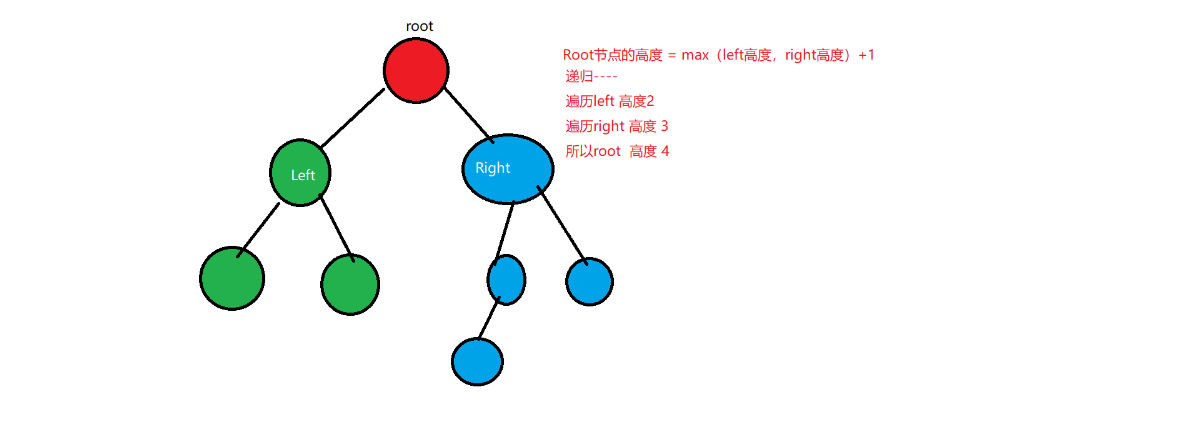 root
Root节点的高度 = max（left高度，right高度）+1
递归----
遍历left 高度2
遍历right 高度 3
所以root 高度 4
Left
Right